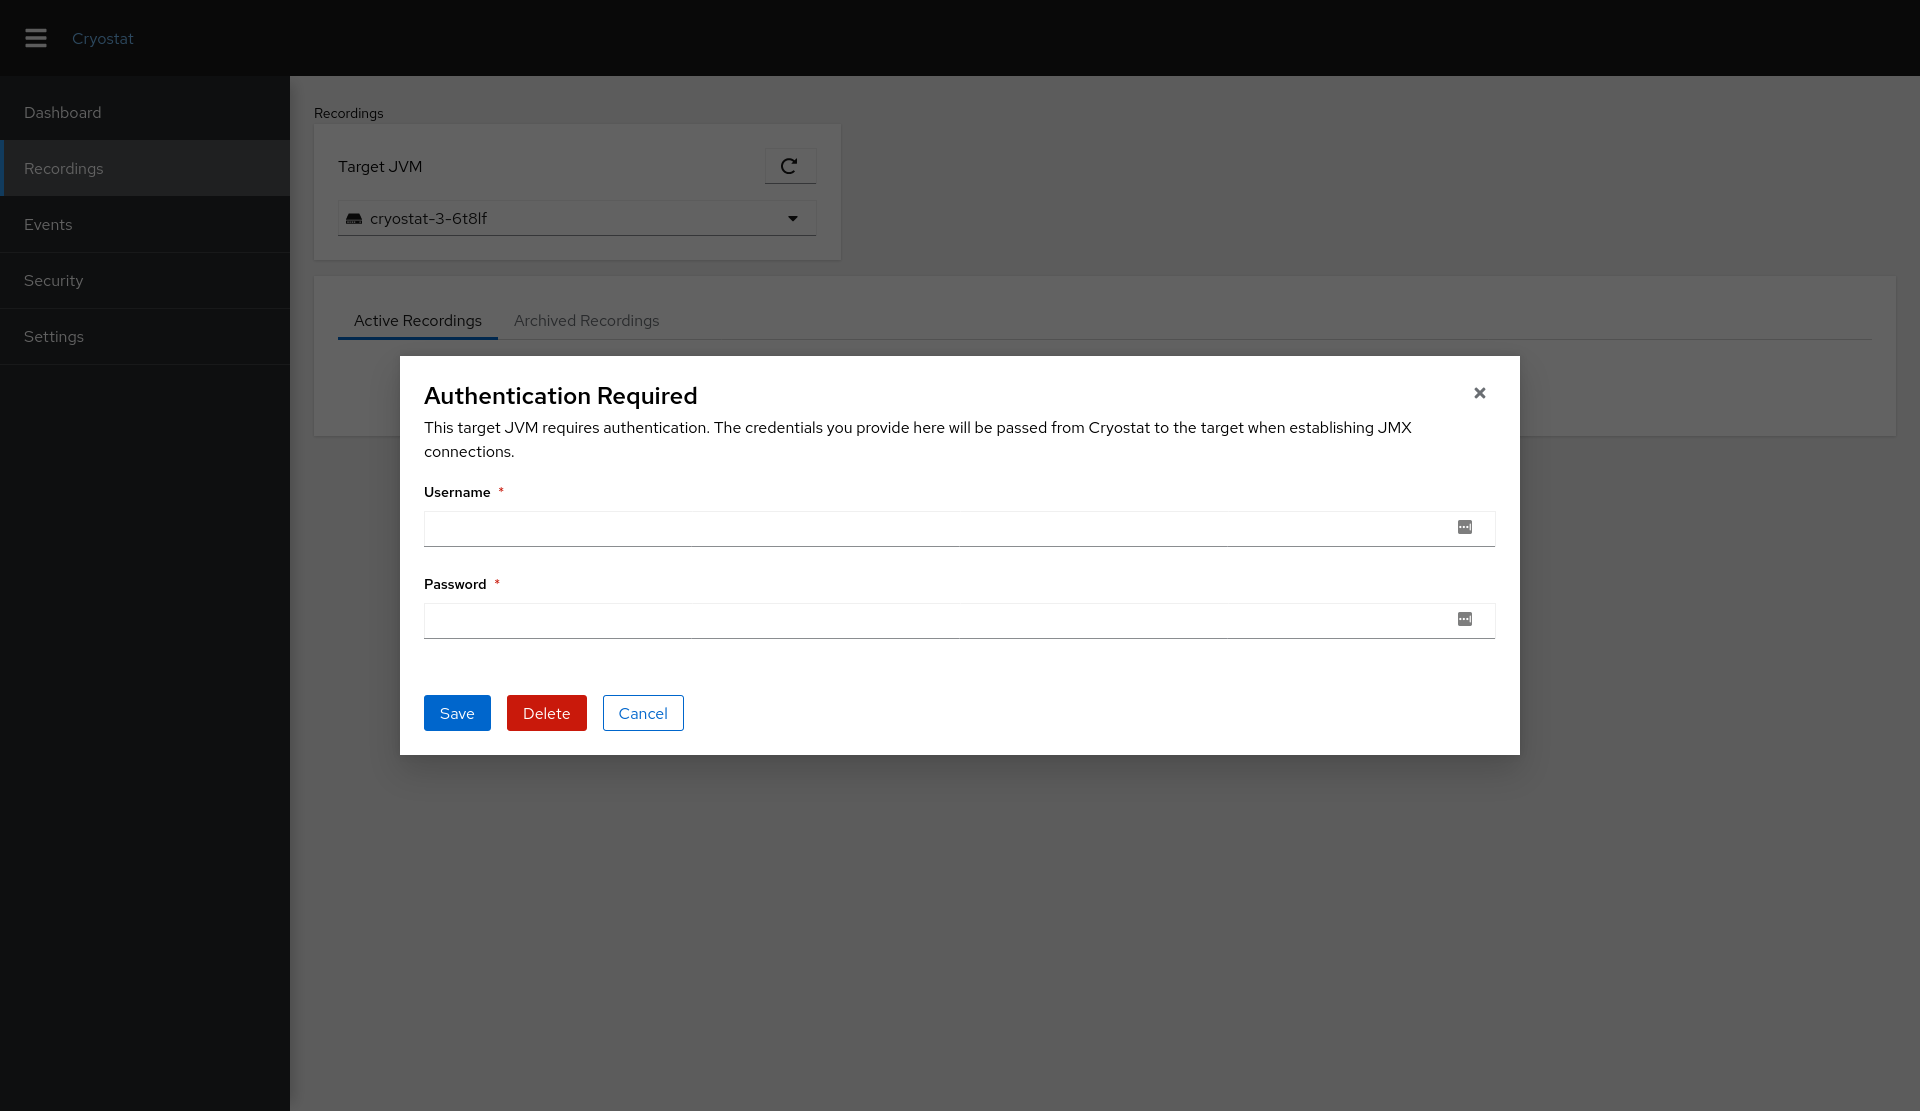 Cryostat
Dashboard
Recordings
Events
Security
Settings
Recordings
Target JVM
cryostat-3-6t8lf
Active Recordings
Archived Recordings
Authentication Required
This target JVM requires authentication. The credentials you provide here will be passed from Cryostat to the target when establishing JMX
connections.
Username *
Password *
Save
Delete
Cancel